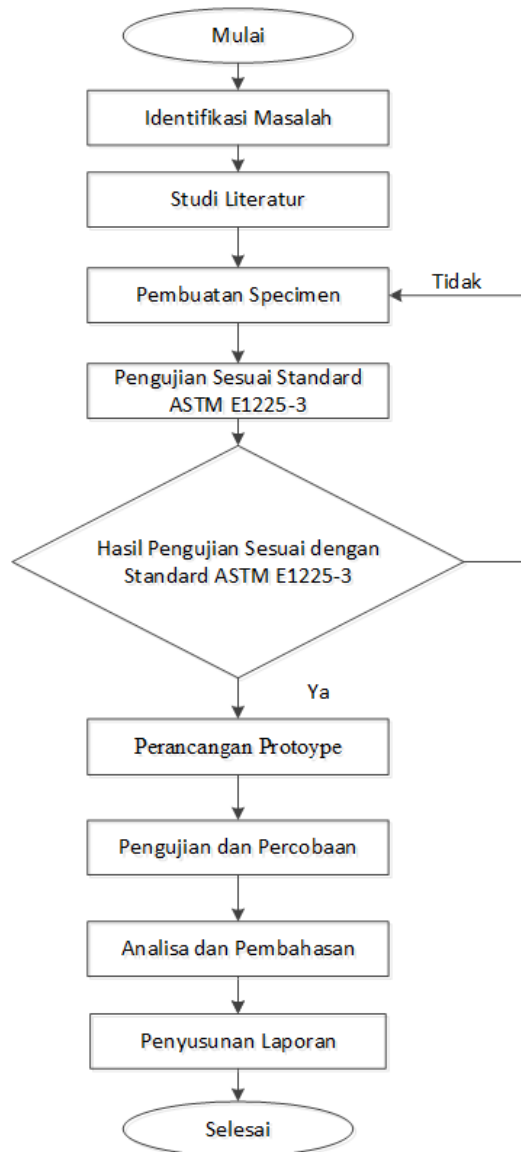 Mulai
Identifikasi Masalah
Studi Literatur
Pembuatan Specimen
Tidak
Pengujian Sesuai Standard
ASTM E1225-3
Hasil Pengujian Sesuai dengan
Standard ASTM E1225-3
Ya
Perancangan Protoype
Pengujian dan Percobaan
Analisa dan Pembahasan
Penyusunan Laporan
Selesai